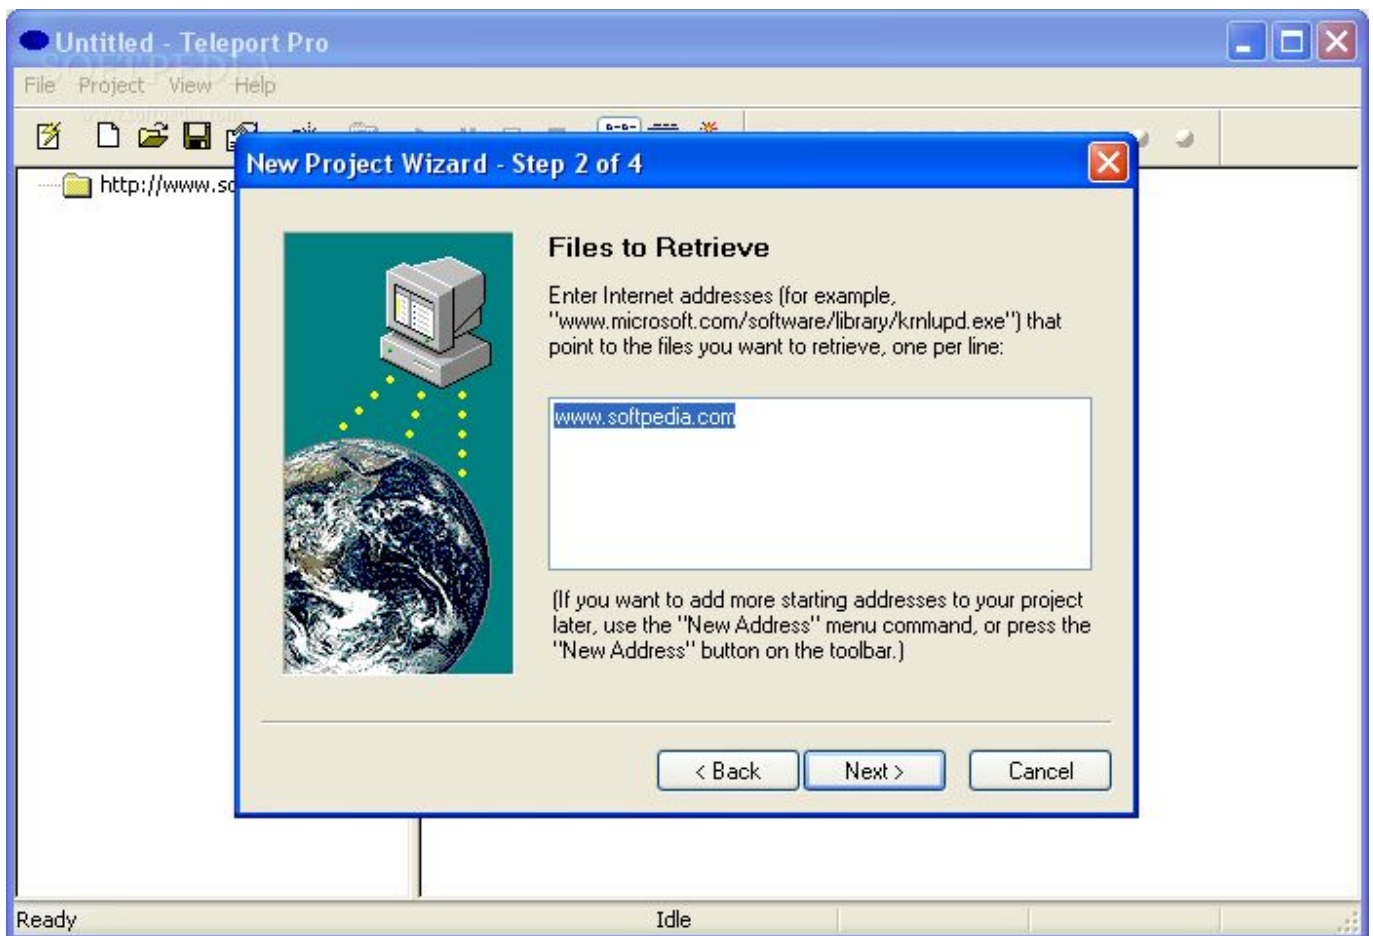 Untitled - Teleport Pro
SOFTPEDIA
File Project View Help
www.softpedia.com
New Project Wizard - Step 2 of 4
http://www.so
Files to Retrieve
Enter Internet addresses (for example,
"www.microsoft.com/software/library/krnlupd.exe") that
point to the files you want to retrieve, one per line:
www.softpedia.com
(If you want to add more starting addresses to your project
later, use the "New Address" menu command, or press the
"New Address" button on the toolbar.)
< Back Next > Cancel
Ready Idle